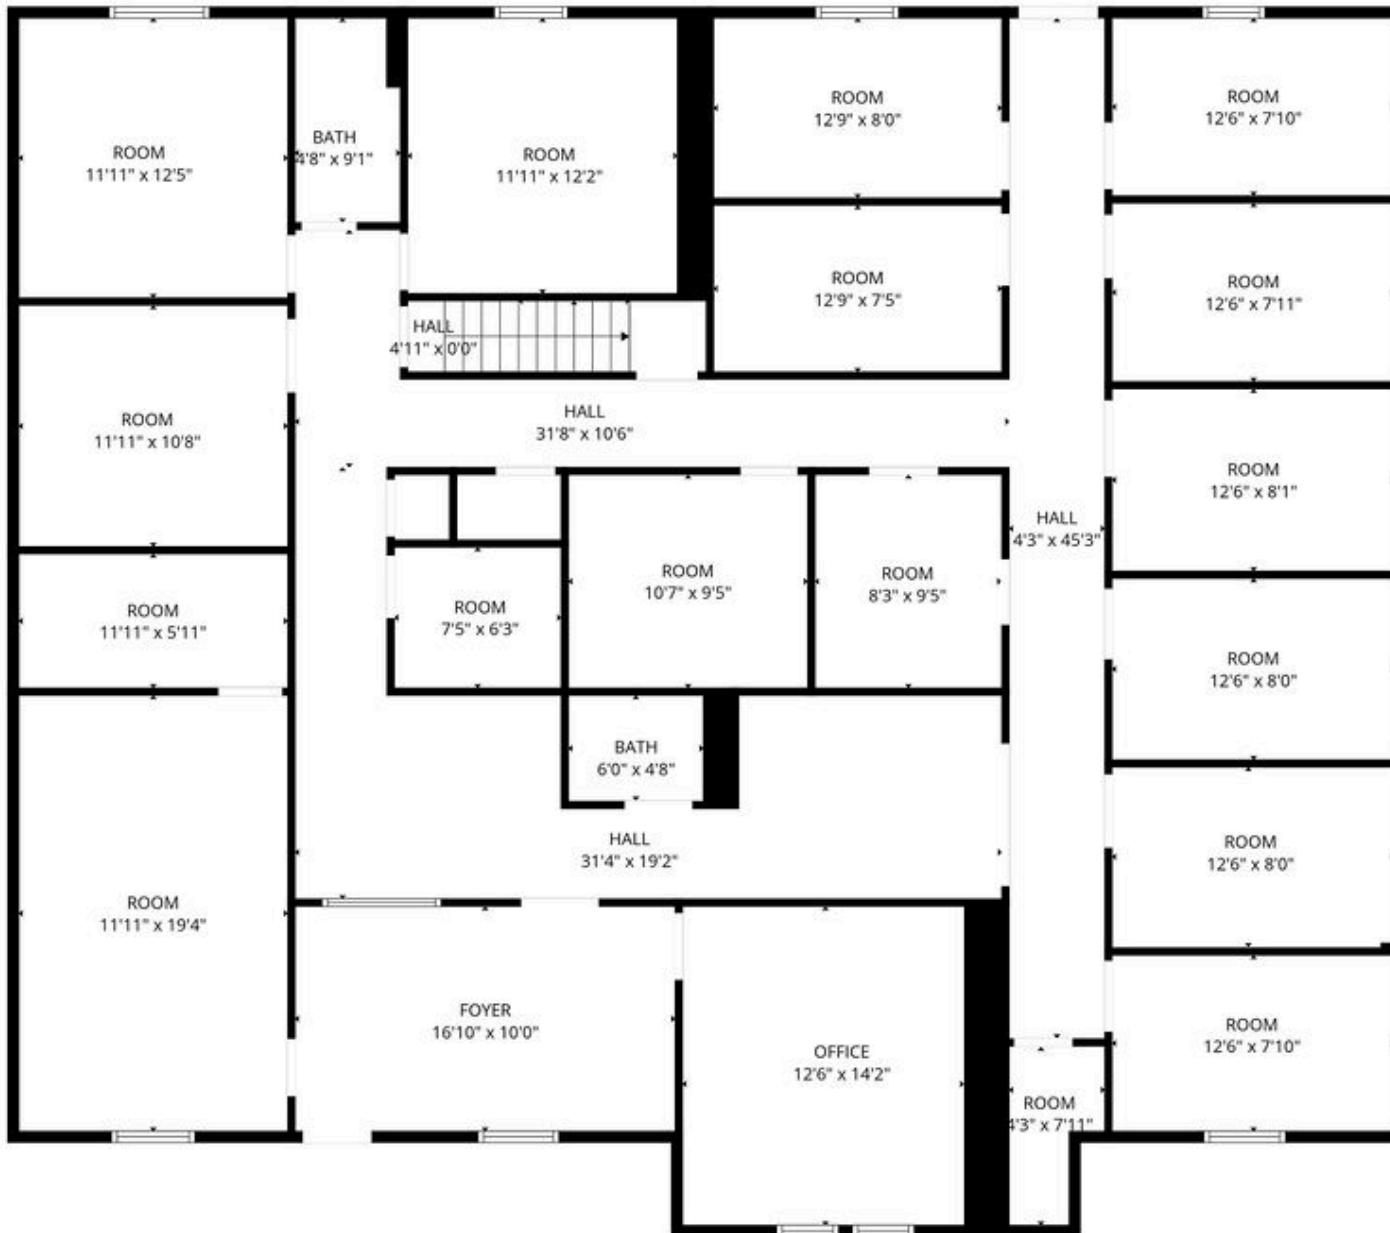 ROOM
11'11" x 12'5"
BATH
4'8" x 9'1"
ROOM
11'11" x 12'2"
ROOM
12'9" x 8'0"
ROOM
12'6" x 7'10"
ROOM
12'9" x 7'5"
ROOM
12'6" x 7'11"
HALL
4'11" x 0'0"
ROOM
11'11" x 10'8"
HALL
31'8" x 10'6"
ROOM
12'6" x 8'1"
HALL
4'3" x 45'3"
ROOM
11'11" x 5'11"
ROOM
7'5" x 6'3"
ROOM
10'7" x 9'5"
ROOM
8'3" x 9'5"
ROOM
12'6" x 8'0"
BATH
6'0" x 4'8"
HALL
31'4" x 19'2"
ROOM
12'6" x 8'0"
ROOM
11'11" x 19'4"
FOYER
16'10" x 10'0"
OFFICE
12'6" x 14'2"
ROOM
12'6" x 7'10"
ROOM
4'3" x 7'11"